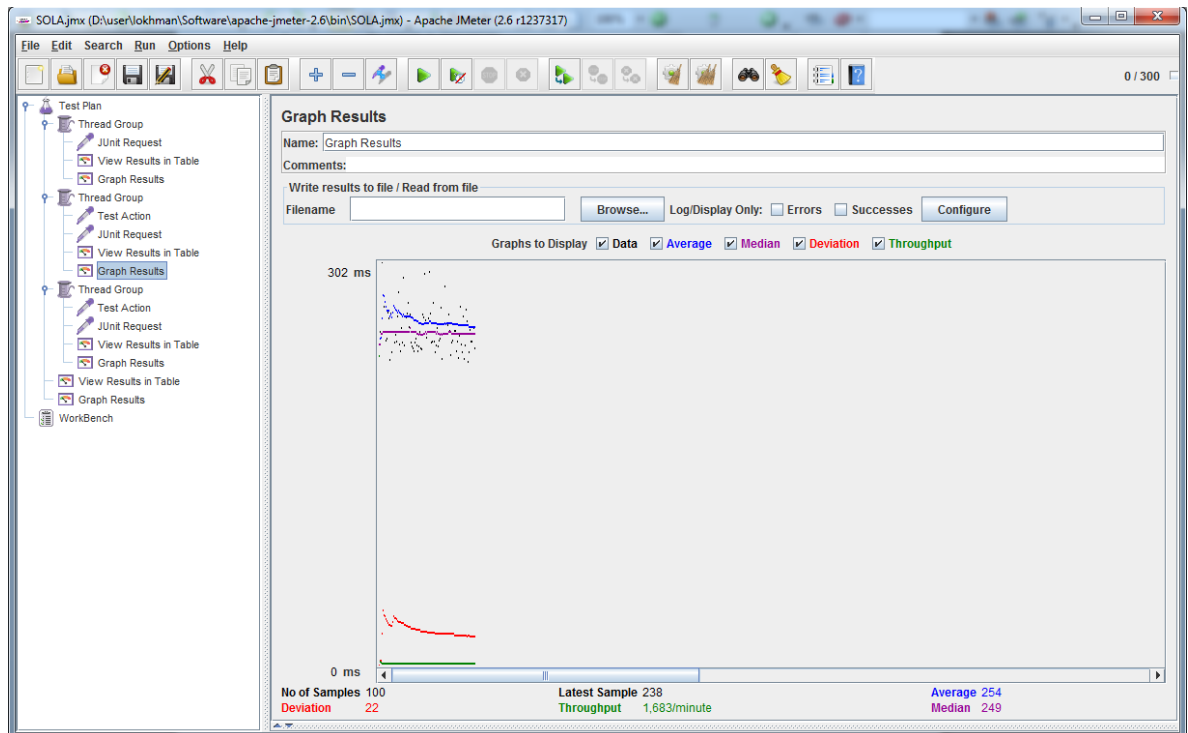 SOLA.jmx (D:\user\lokhman\Software\apache-jmeter-2.6\bin\SOLA.jmx) - Apache JMeter (2.6 r1237317)
File Edit Search Run Options Help
0 / 300
Test Plan
Thread Group
JUnit Request
View Results in Table
Graph Results
Thread Group
Test Action
JUnit Request
View Results in Table
Graph Results
Thread Group
Test Action
JUnit Request
View Results in Table
Graph Results
View Results in Table
Graph Results
WorkBench
Graph Results
Name: Graph Results
Comments:
Write results to file / Read from file
Filename Browse... Log/Display Only: Errors Successes Configure
Graphs to Display Data Average Median Deviation Throughput
302 ms
0 ms
No of Samples 100 Latest Sample 238 Average 254
Deviation 22 Throughput 1,683/minute Median 249